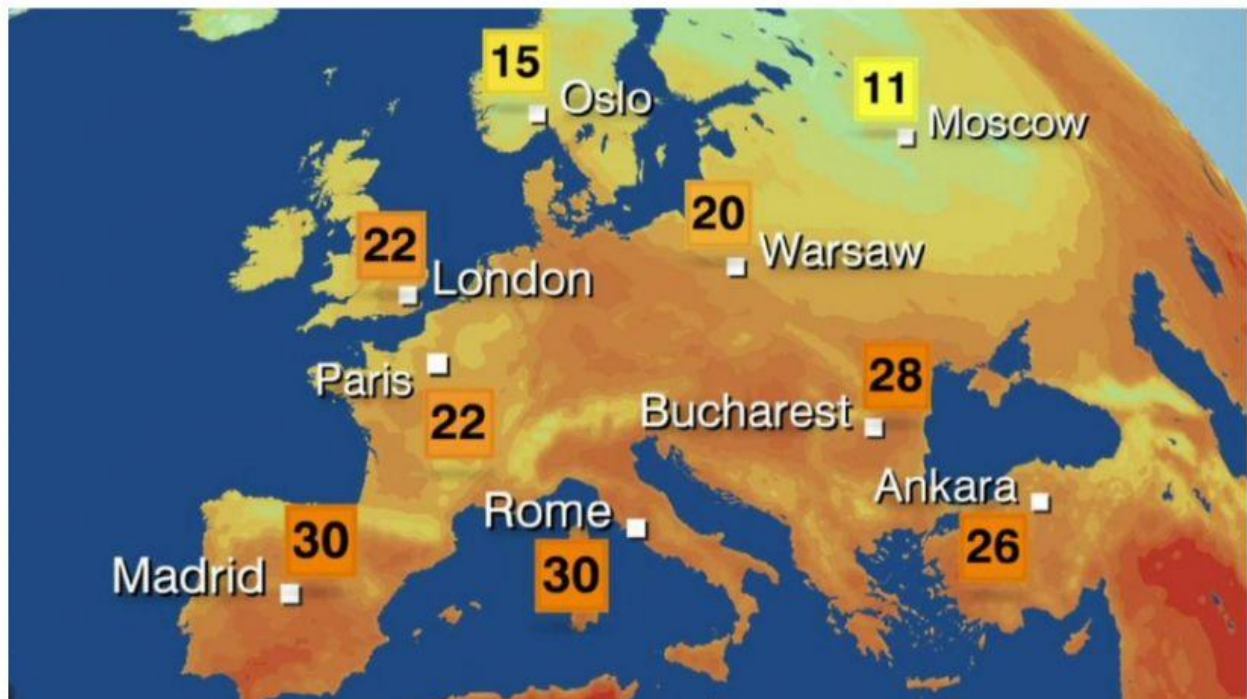 15
Oslo
11
Moscow
20
Warsaw
22
London
Paris
22
28
Bucharest
Ankara
26
Rome
30
30
Madrid